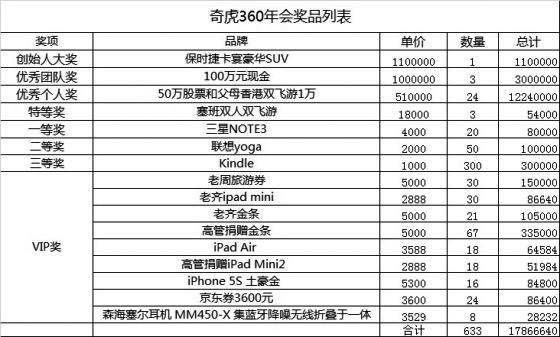 奇虎360年会奖品列表
奖项 品牌 单价 数量 总计
创始人大奖 保时捷卡宴豪华SUV 1100000 1 1100000
优秀团队奖 100万元现金 1000000 3 3000000
优秀个人奖 50万股票和父母香港双飞游1万 510000 24 12240000
特等奖 塞班双人双飞游 18000 3 54000
一等奖 三星NOTE3 4000 20 80000
二等奖 联想yoga 2000 50 100000
三等奖 Kindle 1000 300 300000
VIP奖 老周旅游券 5000 30 150000
老齐ipad mini 2888 30 86640
老齐金条 5000 21 105000
高管捐赠金条 5000 67 335000
iPad Air 3588 18 64584
高管捐赠iPad Mini2 2888 18 51984
iPhone 5S 土豪金 5300 16 84800
京东券3600元 3600 24 86400
森海塞尔耳机 MM450-X 集蓝牙降噪无线折叠于一体 3529 8 28232
合计 633 17866640